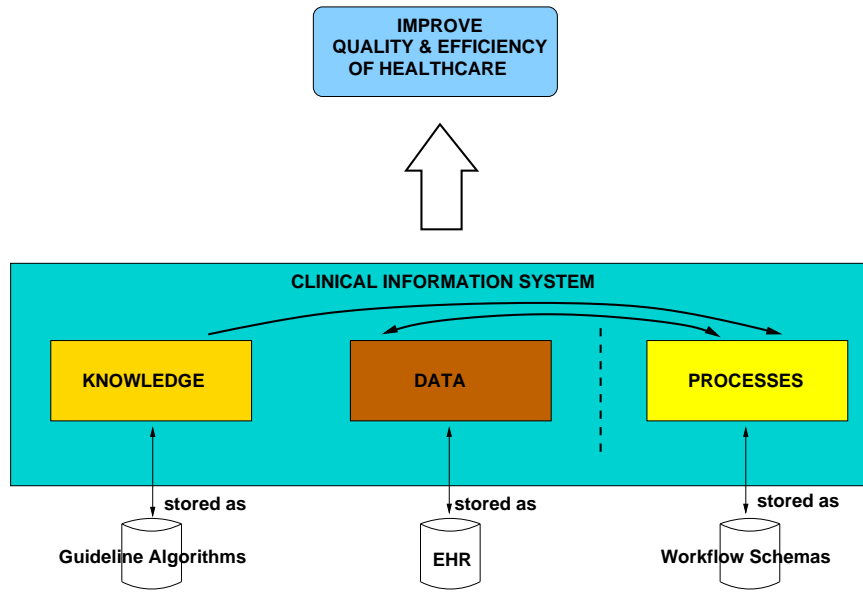 IMPROVE
QUALITY & EFFICIENCY
OF HEALTHCARE
CLINICAL INFORMATION SYSTEM
KNOWLEDGE
DATA
PROCESSES
stored as
stored as
stored as
Guideline Algorithms
EHR
Workflow Schemas